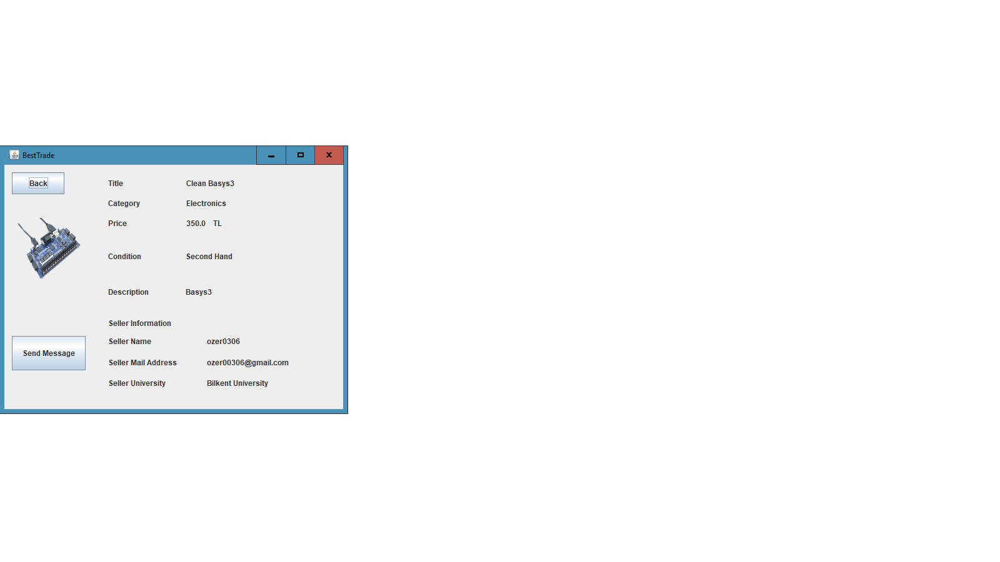 BestTrade
Back
Title Clean Basys3
Category Electronics
Price 350.0 TL
Condition Second Hand
Description Basys3
Seller Information
Seller Name ozer0306
Send Message
Seller Mail Address ozer00306@gmail.com
Seller University Bilkent University